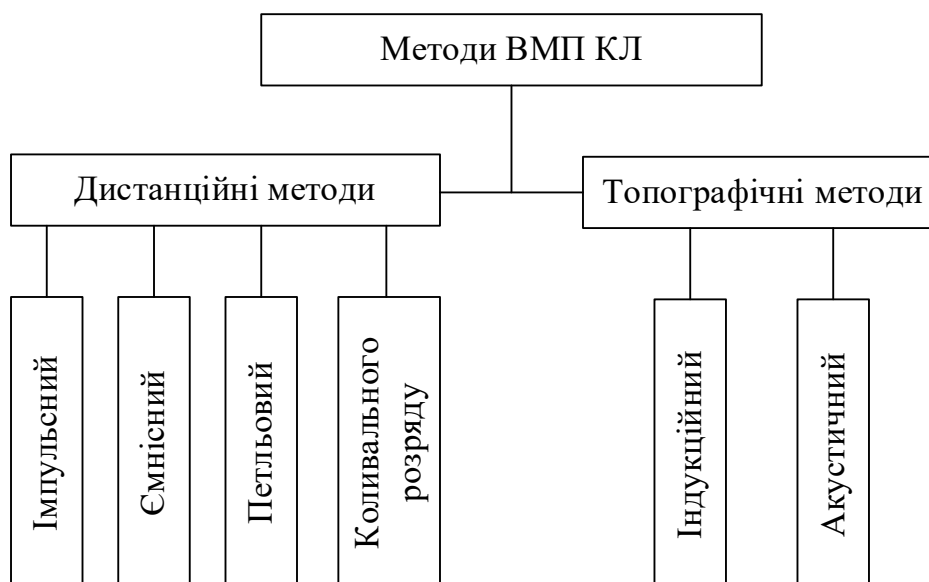 Методи ВМП КЛ
Дистанційні методи
Топографічні методи
Імпульсний
Ємнісний
Петльовий
Коливального
розряду
Індукційний
Акустичний